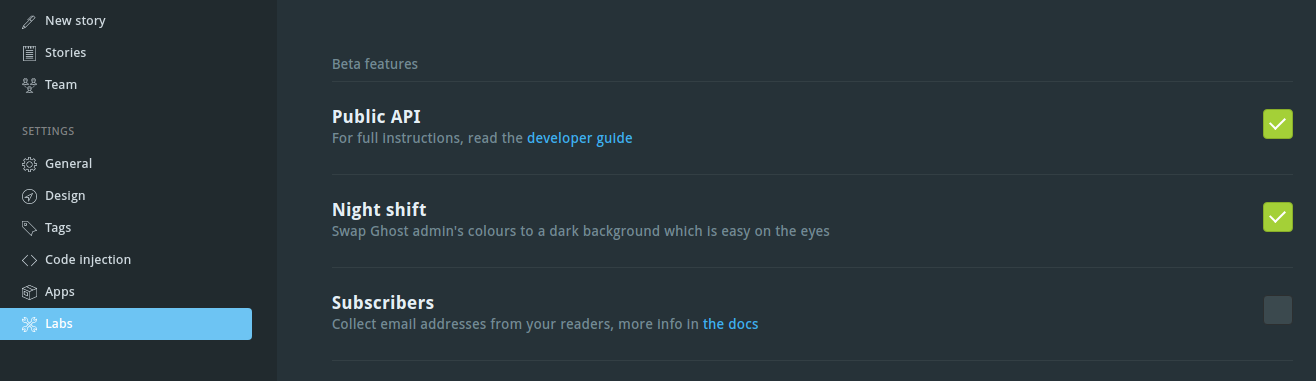 New story
Stories
Team
SETTINGS
General
Design
Tags
Code injection
Apps
Labs
Beta features
Public API
For full instructions, read the developer guide
Night shift
Swap Ghost admin's colours to a dark background which is easy on the eyes
Subscribers
Collect email addresses from your readers, more info in the docs